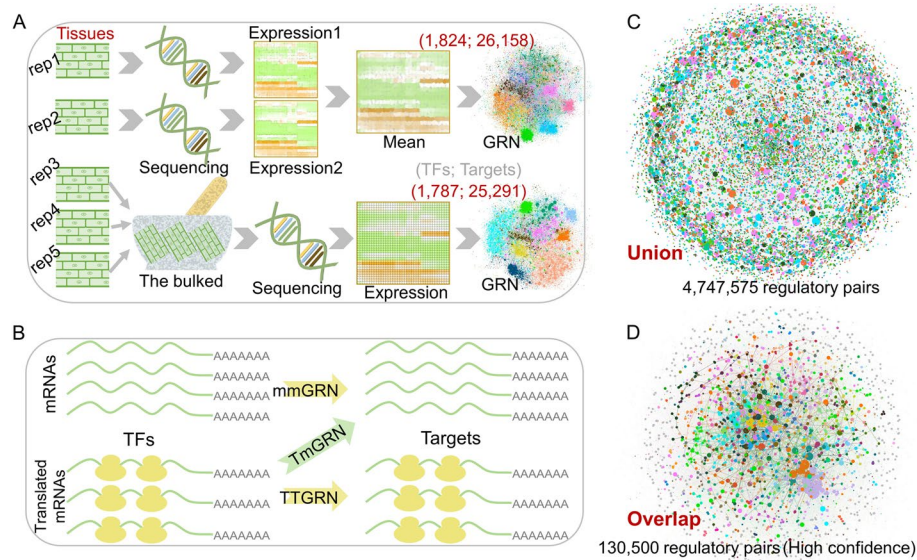 A
Tissues
rep1
rep2
rep3
rep4
rep5
Expression1
Expression2
Sequencing
Mean
(1,824; 26,158)
GRN
(TFs; Targets)
(1,787; 25,291)
The bulked
Sequencing
Expression
GRN
B
mRNAs
AAAAAAA
AAAAAAA
AAAAAAA
AAAAAAA
mmGRN
AAAAAAA
AAAAAAA
AAAAAAA
AAAAAAA
TFs
TmGRN
Targets
Translated
mRNAs
AAAAAAA
AAAAAAA
AAAAAAA
TTGRN
AAAAAAA
AAAAAAA
AAAAAAA
C
Union
4,747,575 regulatory pairs
D
Overlap
130,500 regulatory pairs (High confidence)